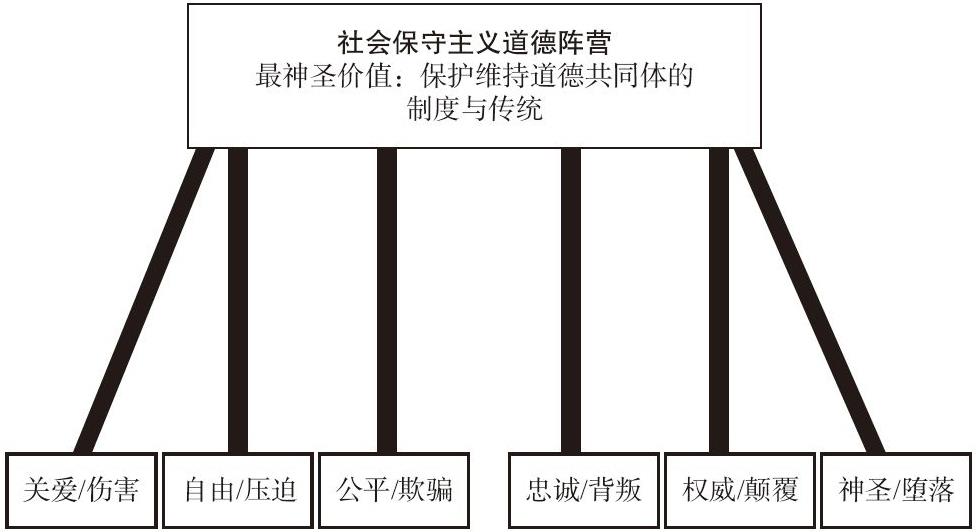 社会保守主义道德阵营
最神圣价值：保护维持道德共同体的
制度与传统
关爱/伤害
自由/压迫
公平/欺骗
忠诚/背叛
权威/颠覆
神圣/堕落